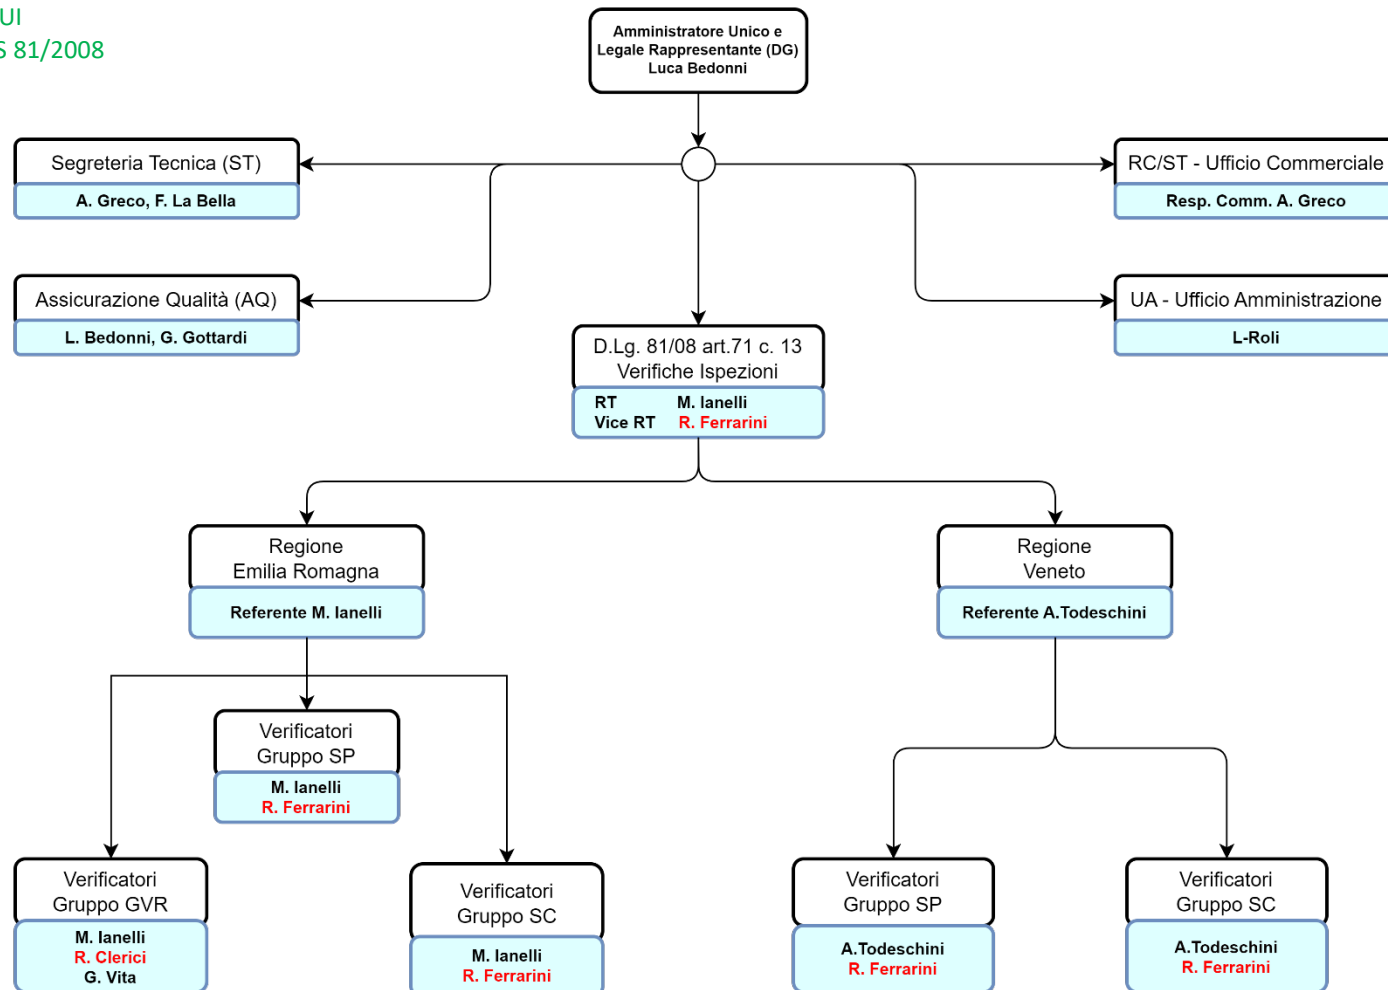 UI
S 81/2008
Amministratore Unico e
Legale Rappresentante (DG)
Luca Bedonni
Segreteria Tecnica (ST)
A. Greco, F. La Bella
RC/ST - Ufficio Commerciale
Resp. Comm. A. Greco
Assicurazione Qualità (AQ)
L. Bedonni, G. Gottardi
UA - Ufficio Amministrazione
L-Roli
D.Lg. 81/08 art.71 c. 13
Verifiche Ispezioni
RT M. Ianelli
Vice RT R. Ferrarini
Regione
Emilia Romagna
Referente M. Ianelli
Regione
Veneto
Referente A.Todeschini
Verificatori
Gruppo SP
M. Ianelli
R. Ferrarini
Verificatori
Gruppo GVR
M. Ianelli
R. Clerici
G. Vita
Verificatori
Gruppo SC
M. Ianelli
R. Ferrarini
Verificatori
Gruppo SP
A.Todeschini
R. Ferrarini
Verificatori
Gruppo SC
A.Todeschini
R. Ferrarini